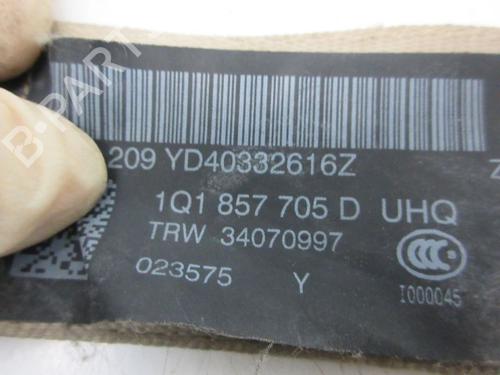 209 YD40332616Z
1Q1 857 705 D UHQ
TRW 34070997
023575 Y
I000045
B-PARTS